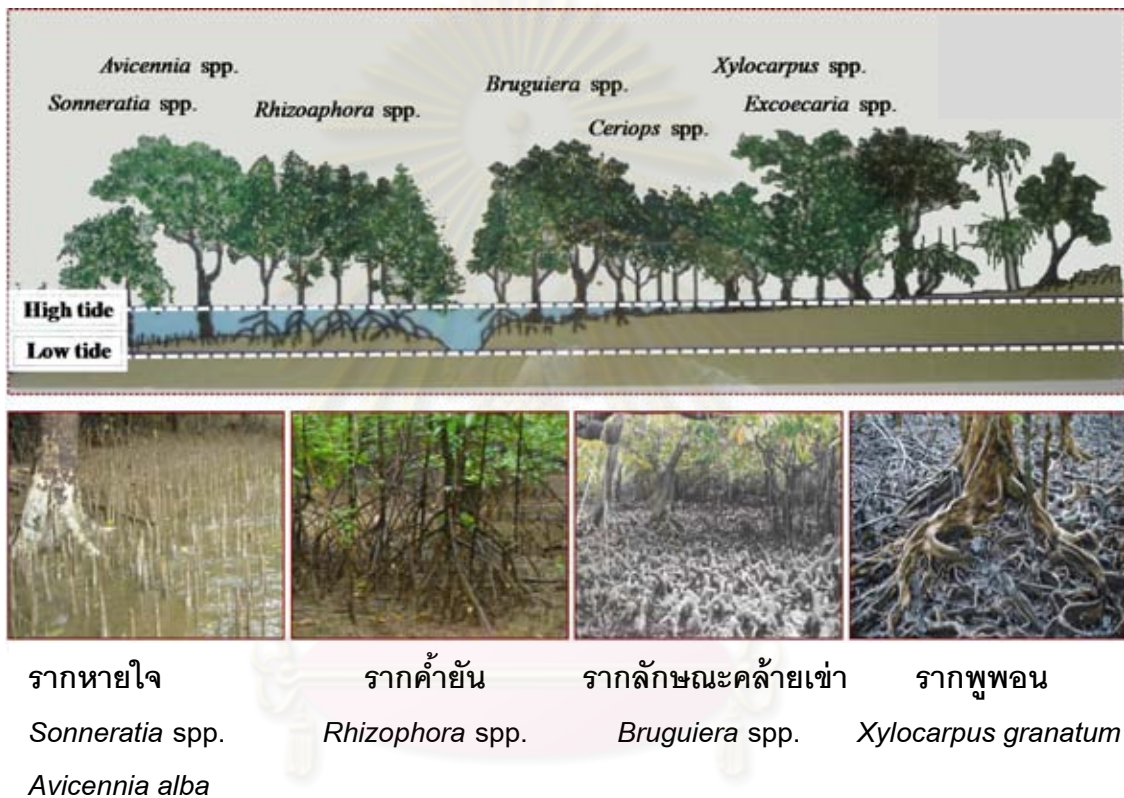 Avicennia spp.
Sonneratia spp.
Rhizoaphora spp.
Bruguiera spp.
Ceriops spp.
Xylocarpus spp.
Excoecaria spp.
High tide
Low tide
รากหายใจ
Sonneratia spp.
Avicennia alba
รากค้ำยัน
Rhizophora spp.
รากลักษณะคล้ายเข่า
Bruguiera spp.
รากพูพอน
Xylocarpus granatum